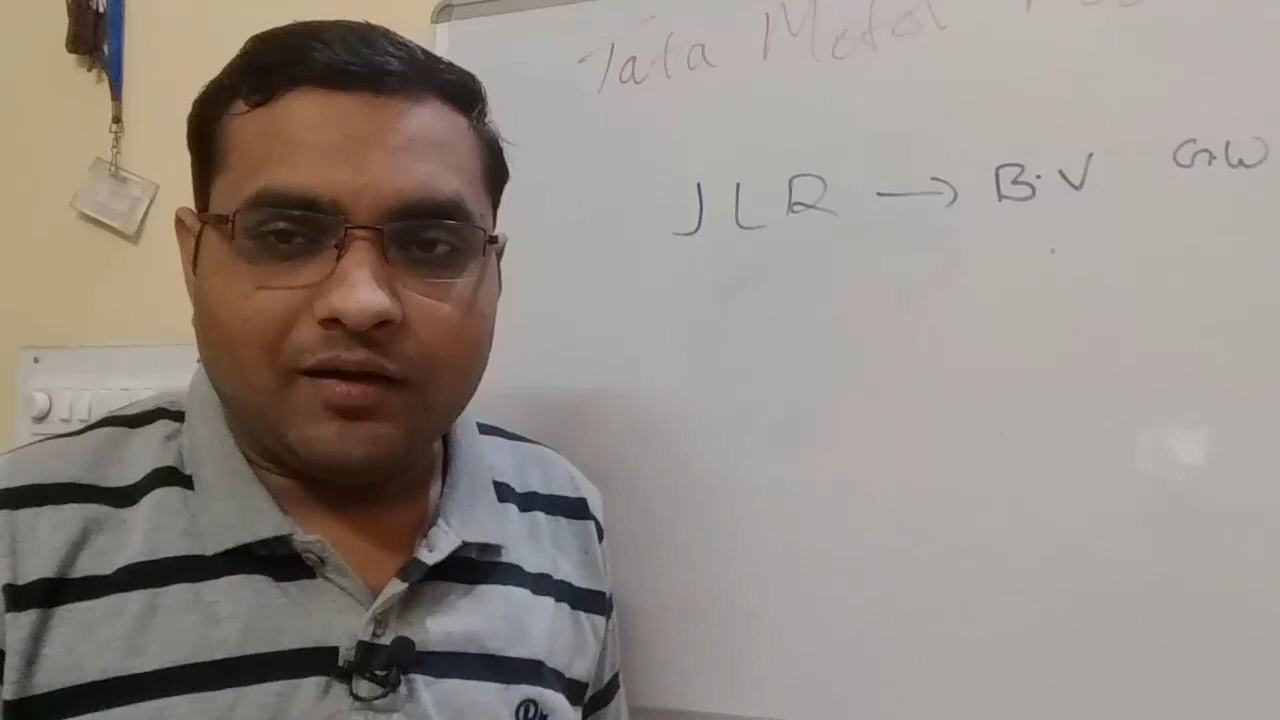 Tata Motor
JLR → B.V GW